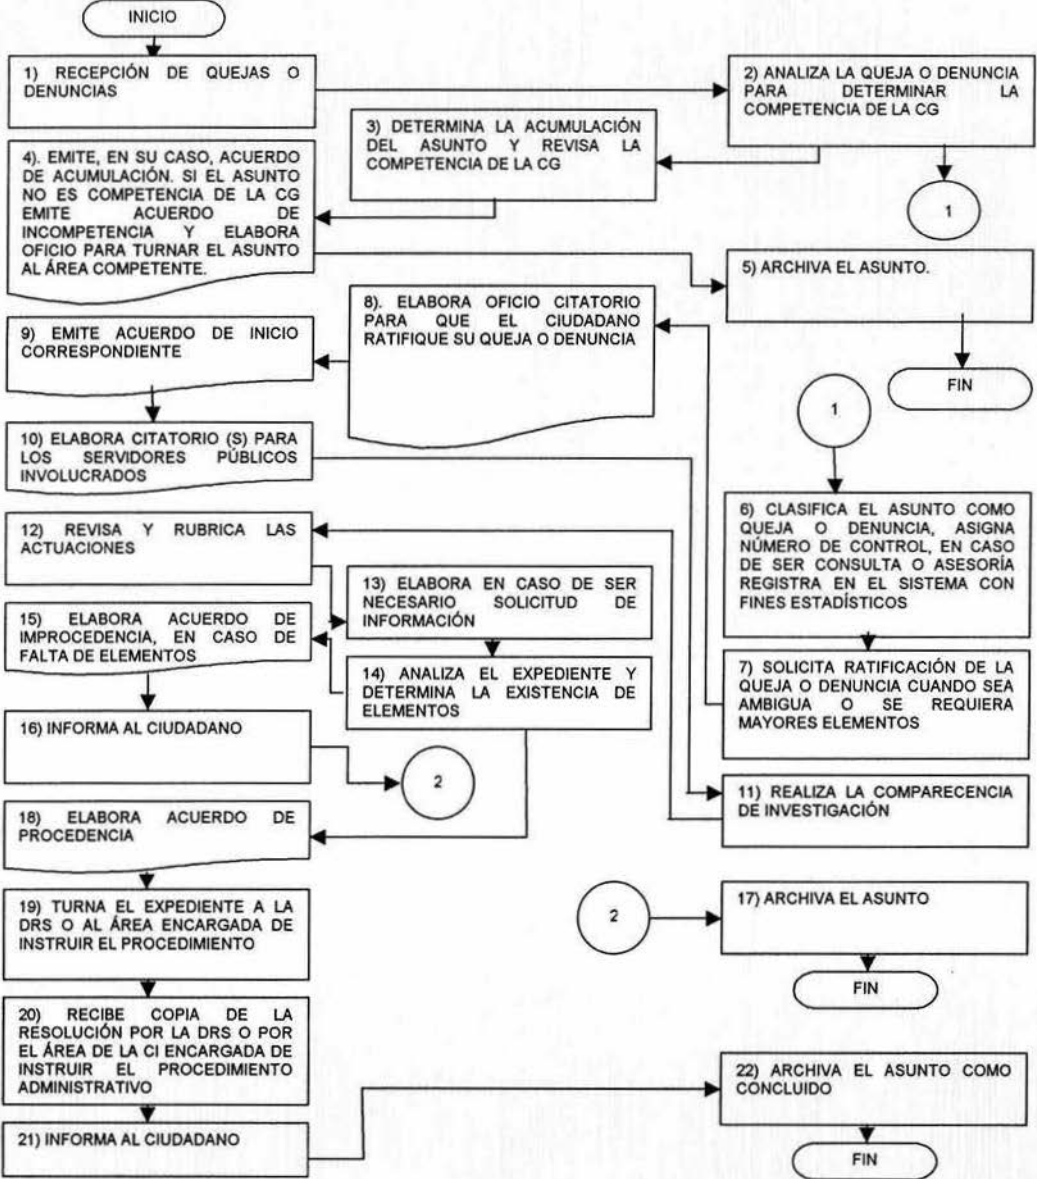 INICIO
1) RECEPCIÓN DE QUEJAS O
DENUNCIAS
2) ANALIZA LA QUEJA O DENUNCIA
PARA DETERMINAR LA
COMPETENCIA DE LA CG
3) DETERMINA LA ACUMULACIÓN
DEL ASUNTO Y REVISA LA
COMPETENCIA DE LA CG
4). EMITE, EN SU CASO, ACUERDO
DE ACUMULACIÓN. SI EL ASUNTO
NO ES COMPETENCIA DE LA CG
EMITE ACUERDO DE
INCOMPETENCIA Y ELABORA
OFICIO PARA TURNAR EL ASUNTO
AL ÁREA COMPETENTE.
1
5) ARCHIVA EL ASUNTO.
FIN
1
6) CLASIFICA EL ASUNTO COMO
QUEJA O DENUNCIA, ASIGNA
NÚMERO DE CONTROL, EN CASO
DE SER CONSULTA O ASESORÍA
REGISTRA EN EL SISTEMA CON
FINES ESTADÍSTICOS
7) SOLICITA RATIFICACIÓN DE LA
QUEJA O DENUNCIA CUANDO SEA
AMBIGUA O SE REQUIERA
MAYORES ELEMENTOS
8). ELABORA OFICIO CITATORIO
PARA QUE EL CIUDADANO
RATIFIQUE SU QUEJA O DENUNCIA
9) EMITE ACUERDO DE INICIO
CORRESPONDIENTE
10) ELABORA CITATORIO (S) PARA
LOS SERVIDORES PÚBLICOS
INVOLUCRADOS
11) REALIZA LA COMPARECENCIA
DE INVESTIGACIÓN
12) REVISA Y RUBRICA LAS
ACTUACIONES
13) ELABORA EN CASO DE SER
NECESARIO SOLICITUD DE
INFORMACIÓN
14) ANALIZA EL EXPEDIENTE Y
DETERMINA LA EXISTENCIA DE
ELEMENTOS
15) ELABORA ACUERDO DE
IMPROCEDENCIA, EN CASO DE
FALTA DE ELEMENTOS
16) INFORMA AL CIUDADANO
2
2
17) ARCHIVA EL ASUNTO
FIN
18) ELABORA ACUERDO DE
PROCEDENCIA
19) TURNA EL EXPEDIENTE A LA
DRS O AL ÁREA ENCARGADA DE
INSTRUIR EL PROCEDIMIENTO
20) RECIBE COPIA DE LA
RESOLUCIÓN POR LA DRS O POR
EL ÁREA DE LA CI ENCARGADA DE
INSTRUIR EL PROCEDIMIENTO
ADMINISTRATIVO
21) INFORMA AL CIUDADANO
22) ARCHIVA EL ASUNTO COMO
CONCLUIDO
FIN